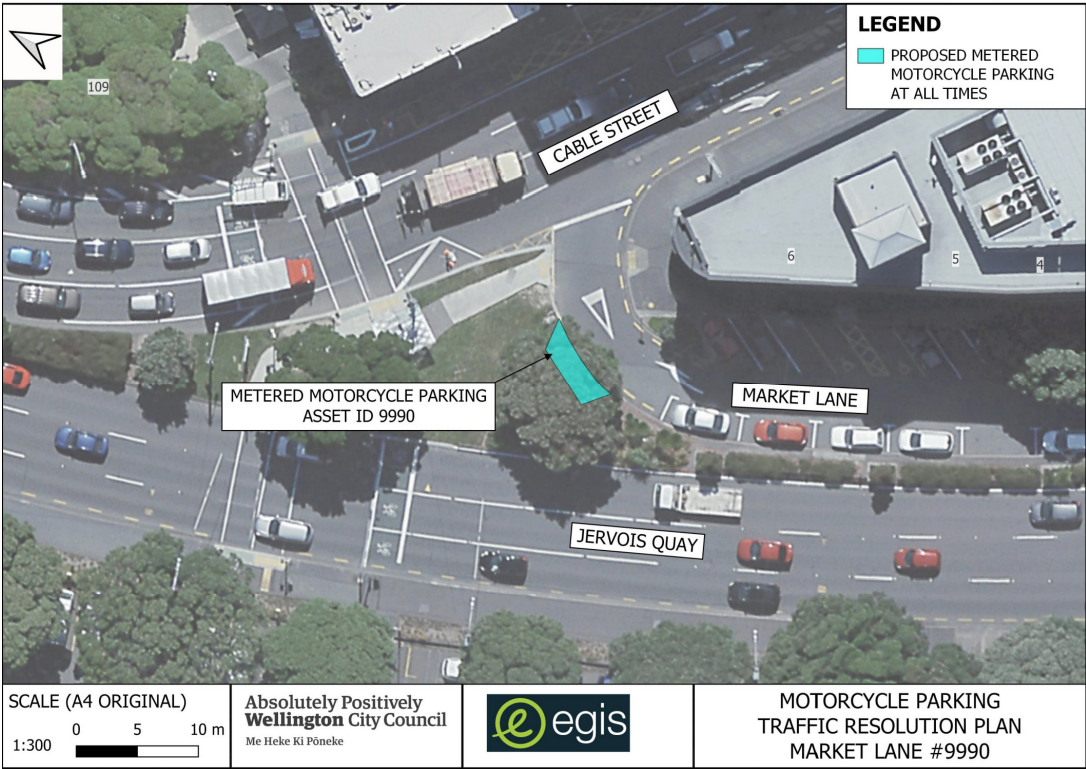 109
LEGEND
PROPOSED METERED
MOTORCYCLE PARKING
AT ALL TIMES
CABLE STREET
6
5
4
METERED MOTORCYCLE PARKING
ASSET ID 9990
MARKET LANE
JERVOIS QUAY
SCALE (A4 ORIGINAL)
0 5 10 m
1:300
Absolutely Positively
Wellington City Council
Me Heke Ki Pōneke
egis
MOTORCYCLE PARKING
TRAFFIC RESOLUTION PLAN
MARKET LANE #9990